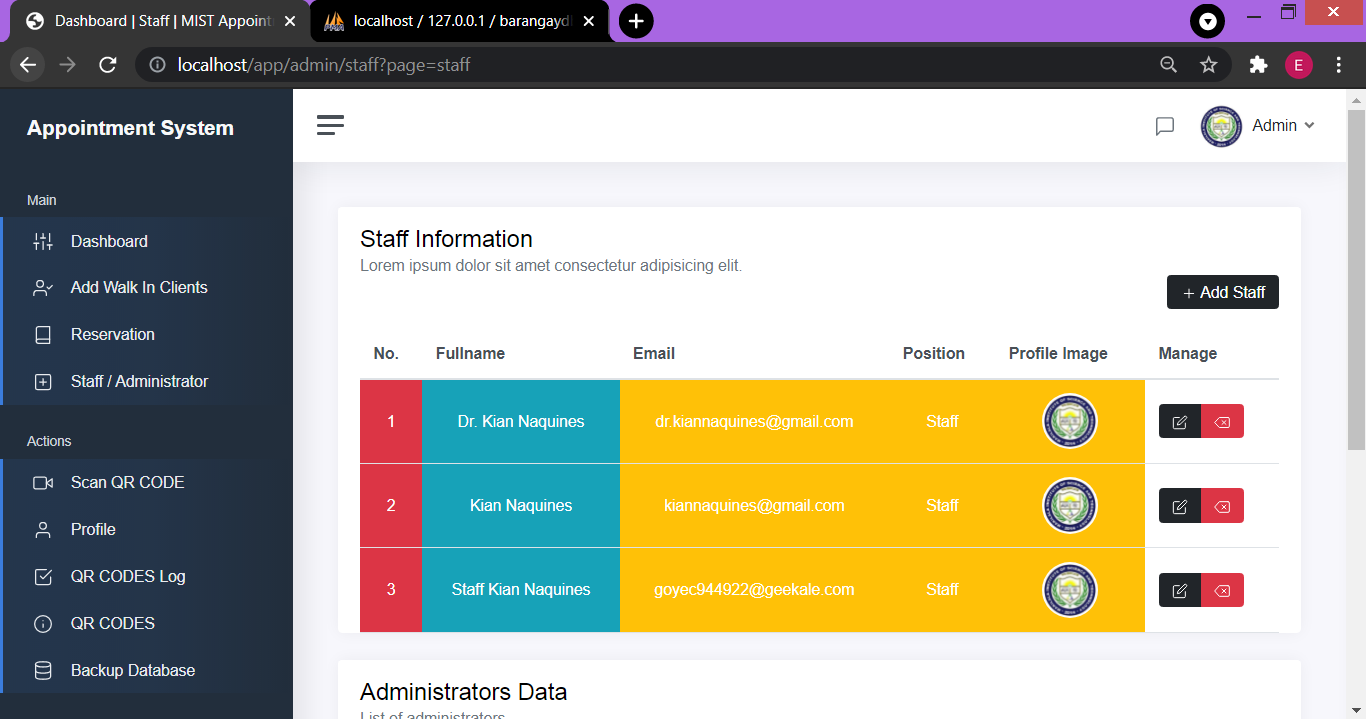 Dashboard | Staff | MIST Appoint
localhost / 127.0.0.1 / barangayd
localhost/app/admin/staff?page=staff
E
Appointment System
Admin
Main
Dashboard
Add Walk In Clients
Reservation
Staff / Administrator
Actions
Scan QR CODE
Profile
QR CODES Log
QR CODES
Backup Database
Staff Information
Lorem ipsum dolor sit amet consectetur adipisicing elit.
+ Add Staff
No. Fullname Email Position Profile Image Manage
1 Dr. Kian Naquines dr.kiannaquines@gmail.com Staff
2 Kian Naquines kiannaquines@gmail.com Staff
3 Staff Kian Naquines goyec944922@geekale.com Staff
Administrators Data
List of administrators